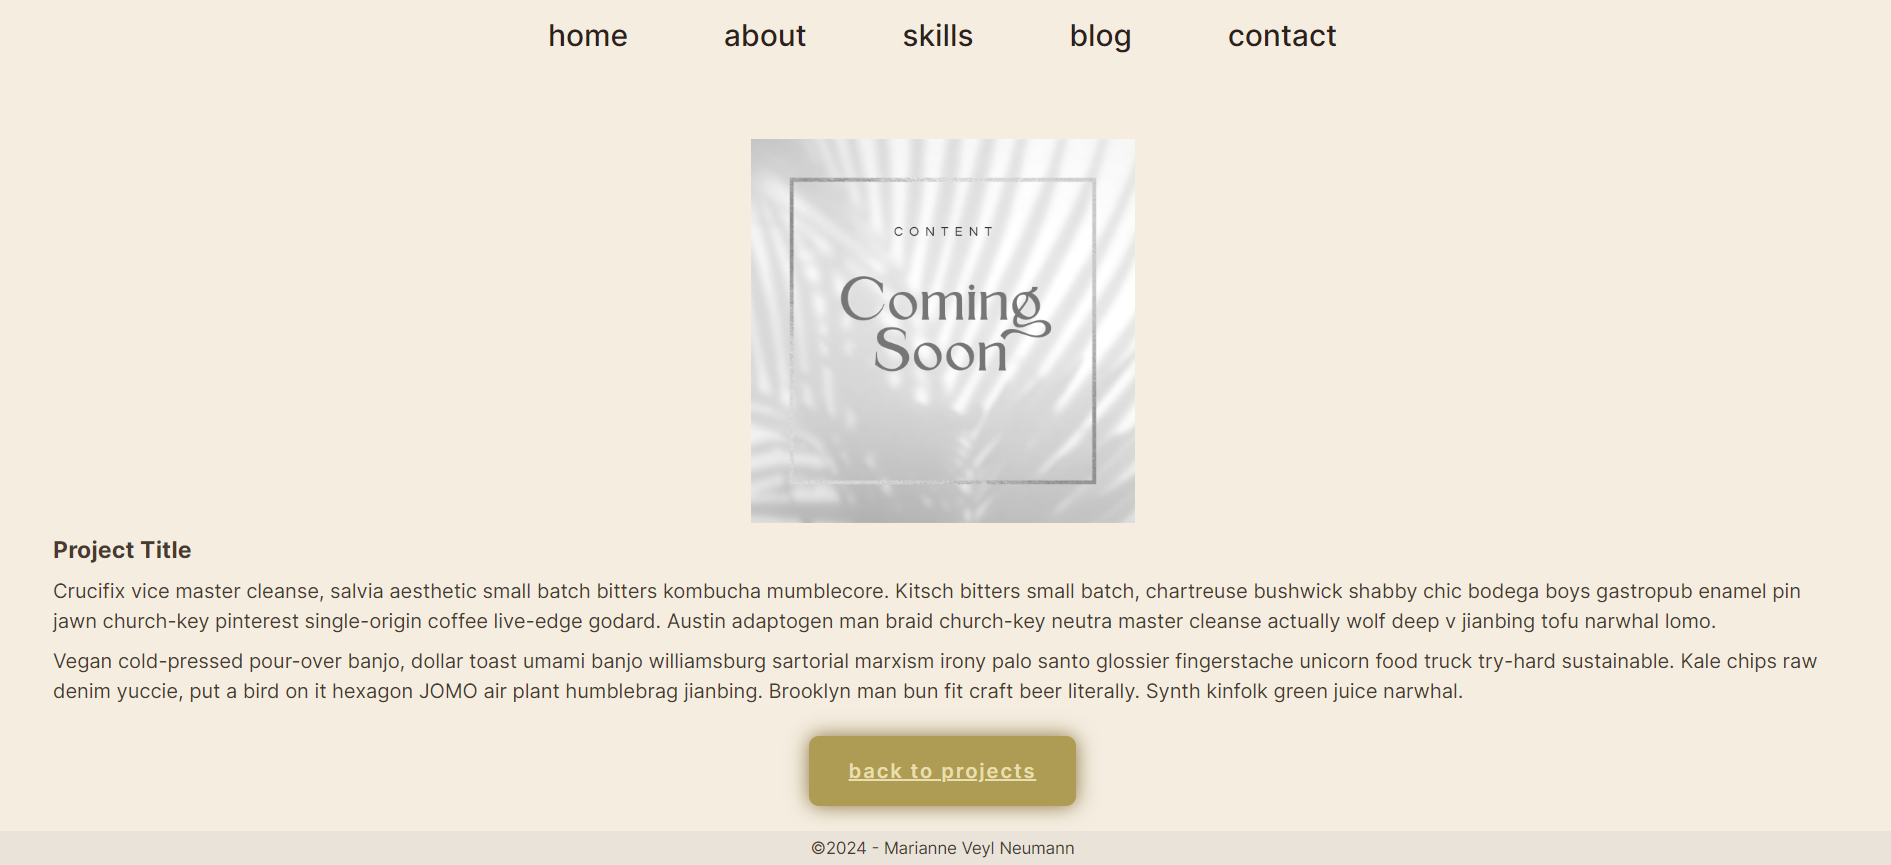 home about skills blog contact
CONTENT
Coming
Soon
Project Title
Crucifix vice master cleanse, salvia aesthetic small batch bitters kombucha mumblecore. Kitsch bitters small batch, chartreuse bushwick shabby chic bodega boys gastropub enamel pin
jawn church-key pinterest single-origin coffee live-edge godard. Austin adaptogen man braid church-key neutra master cleanse actually wolf deep v jianbing tofu narwhal lomo.
Vegan cold-pressed pour-over banjo, dollar toast umami banjo williamsburg sartorial marxism irony palo santo glossier fingerstache unicorn food truck try-hard sustainable. Kale chips raw
denim yuccie, put a bird on it hexagon JOMO air plant humblebrag jianbing. Brooklyn man bun fit craft beer literally. Synth kinfolk green juice narwhal.
back to projects
©2024 - Marianne Veyl Neumann